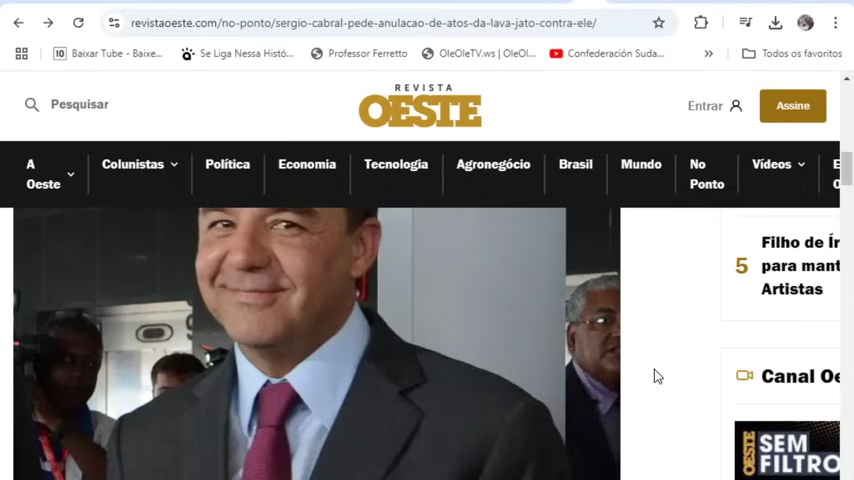 revistaoeste.com/no-ponto/sergio-cabral-pede-anulacao-de-atos-da-lava-jato-contra-ele/
10 Baixar Tube - Baixe...
Se Liga Nessa Histó...
Professor Ferretto
OleOleTV.ws | OleOl...
Confederación Suda...
»
Todos os favoritos
Pesquisar
REVISTA
OESTE
Entrar
Assine
A Oeste
Colunistas
Política
Economia
Tecnologia
Agronegócio
Brasil
Mundo
No Ponto
Vídeos
E
O
5
Filho de Ír
para mant
Artistas
Canal Oe
OESTE
SEM
FILTRO